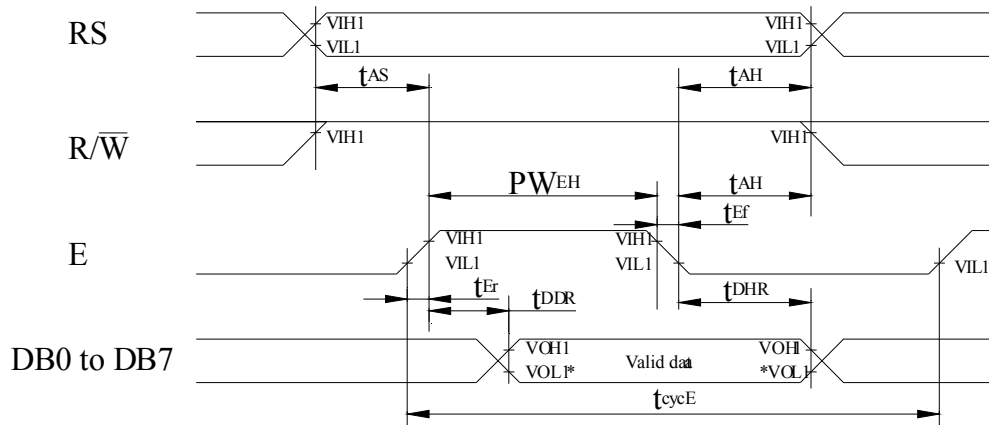 RS VIH1 VIH1
VIL1 VIL1
tAS tAH
R/W̅ VIH1 VIH1
PWEH tAH
tEf
E VIH1 VIH1
VIL1 VIL1 VIL1
tEr tDHR
tDDR
DB0 to DB7 VOH1 Valid data VOH1
VOL1* *VOL1
tcycE